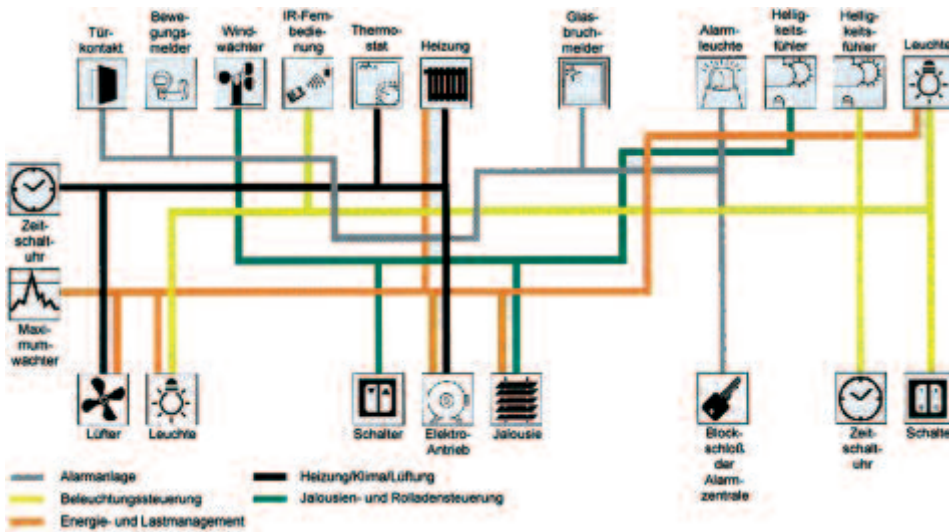 Tür-
kontakt
Bewe-
gungs-
melder
Wind-
wächter
IR-Fern-
bedie-
nung
Thermo-
stat
Heizung
Glas-
bruch-
melder
Alarm-
leuchte
Hellig-
keits-
fühler
Hellig-
keits-
fühler
Leuchte
Zeit-
schalt-
uhr
Maxi-
mum-
wächter
Lüfter
Leuchte
Schalter
Elektro-
Antrieb
Jalousie
Block-
schloß
der
Alarm-
zentrale
Zeit-
schalt-
uhr
Schalter
Alarmanlage
Beleuchtungssteuerung
Energie- und Lastmanagement
Heizung/Klima/Lüftung
Jalousien- und Rolladensteuerung